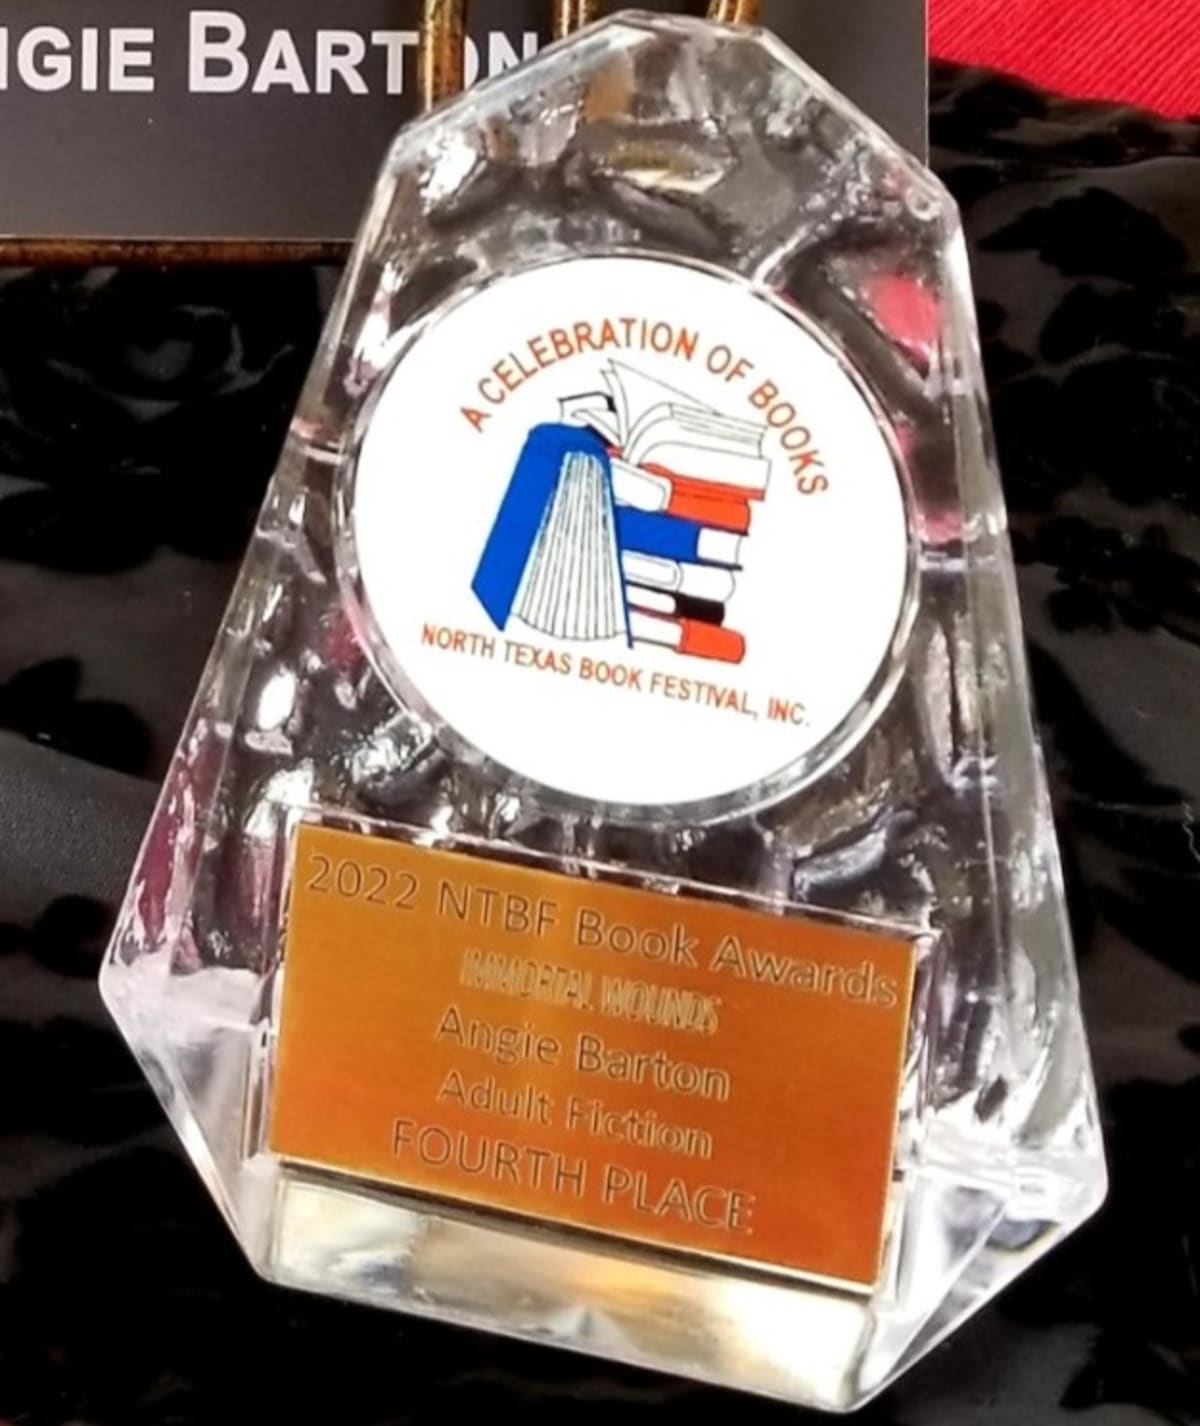 NGIE BARTON
A CELEBRATION OF BOOKS
NORTH TEXAS BOOK FESTIVAL, INC.
2022 NTBF Book Awards
IMMORTAL WOUNDS
Angie Barton
Adult Fiction
FOURTH PLACE